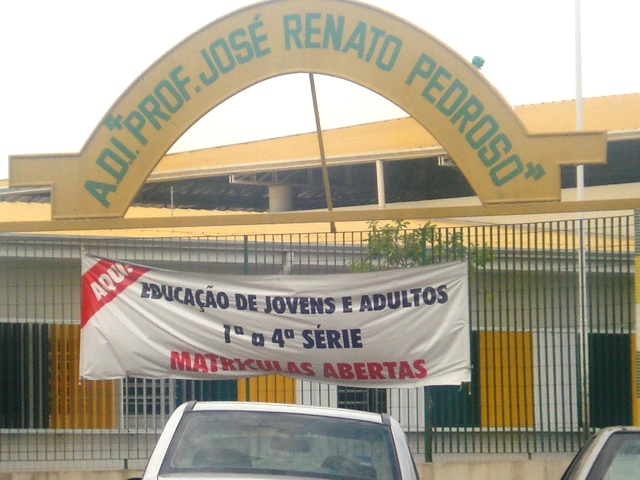 A.D.I. "PROF. JOSÉ RENATO PEDROSO"
AQUI!
EDUCAÇÃO DE JOVENS E ADULTOS
1ª a 4ª SÉRIE
MATRÍCULAS ABERTAS